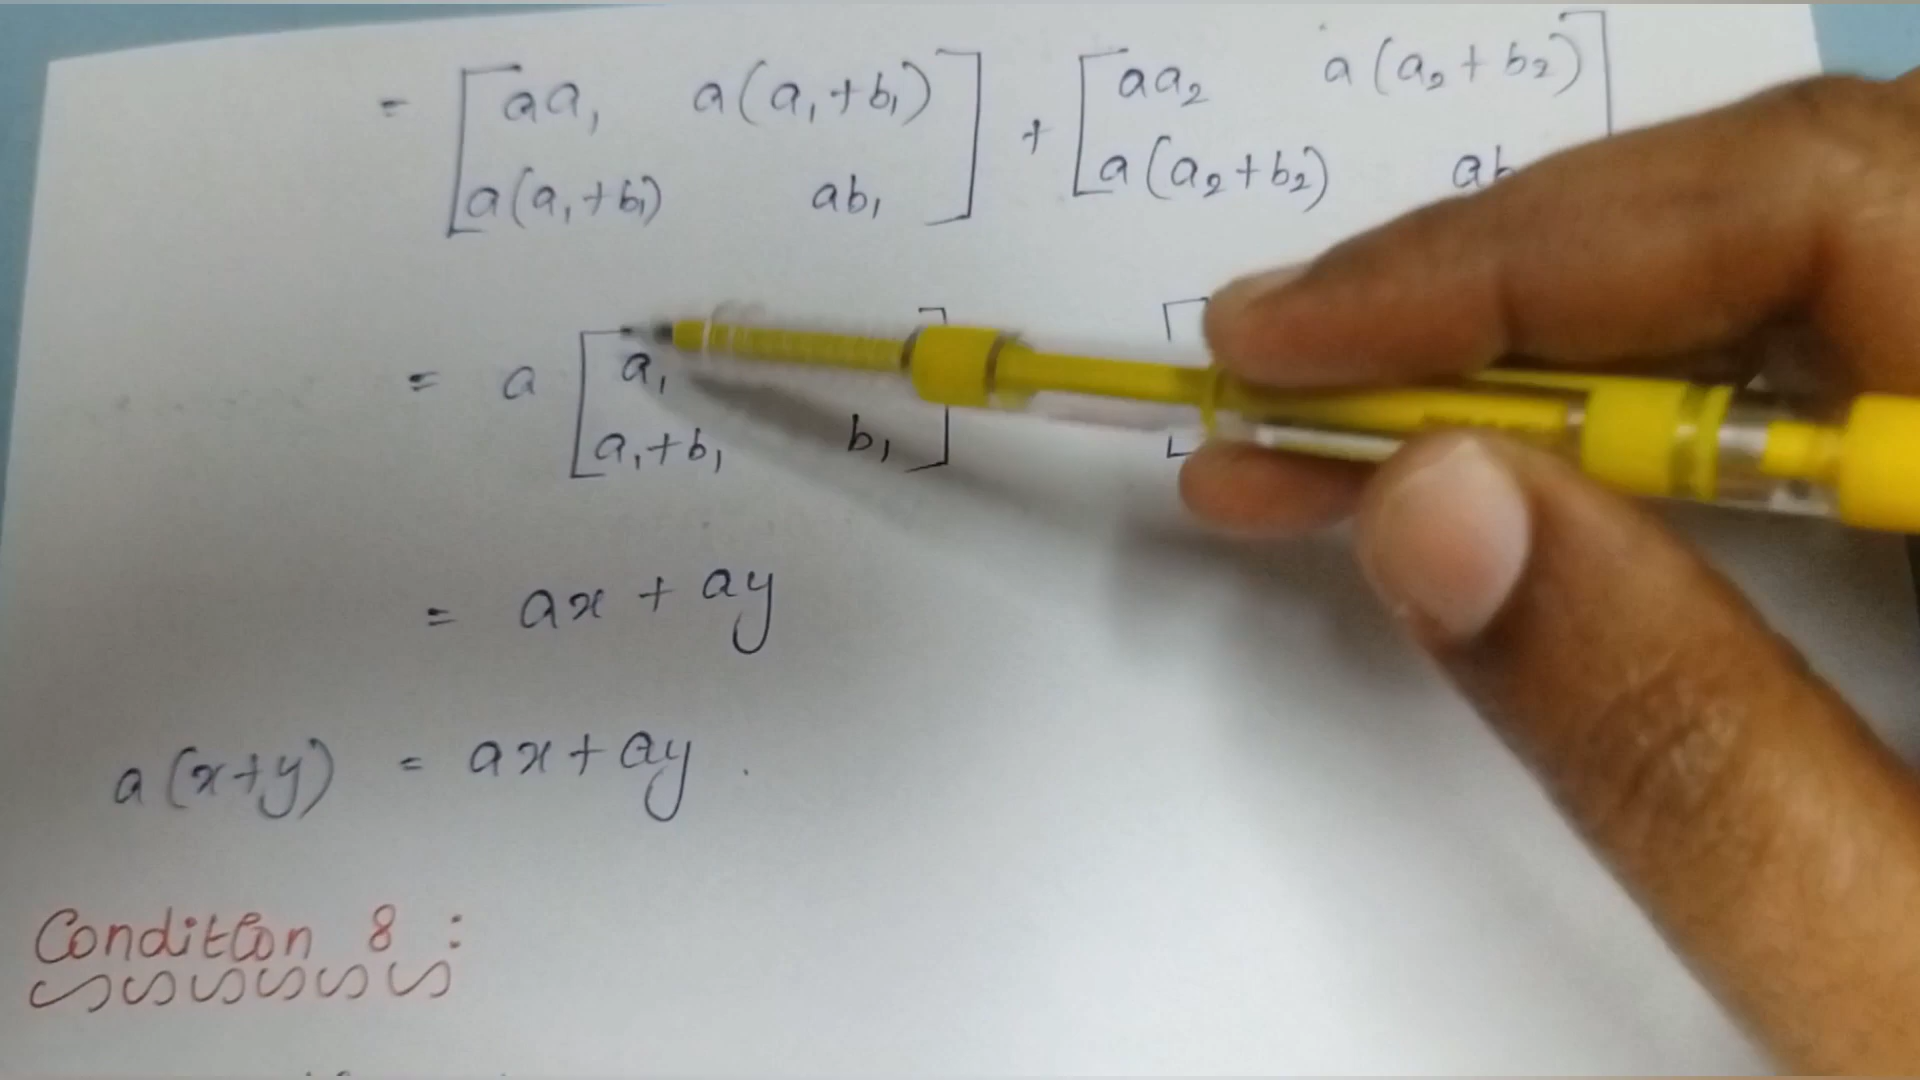 = [ aa₁ a(a₁+b₁) ] + [ aa₂ a(a₂+b₂) ]
[ a(a₁+b₁) ab₁ ] [ a(a₂+b₂) ab
= a [ a₁ ] [
[ a₁+b₁ b₁ ] [
= ax + ay
a(x+y) = ax + ay .
Condition 8 :